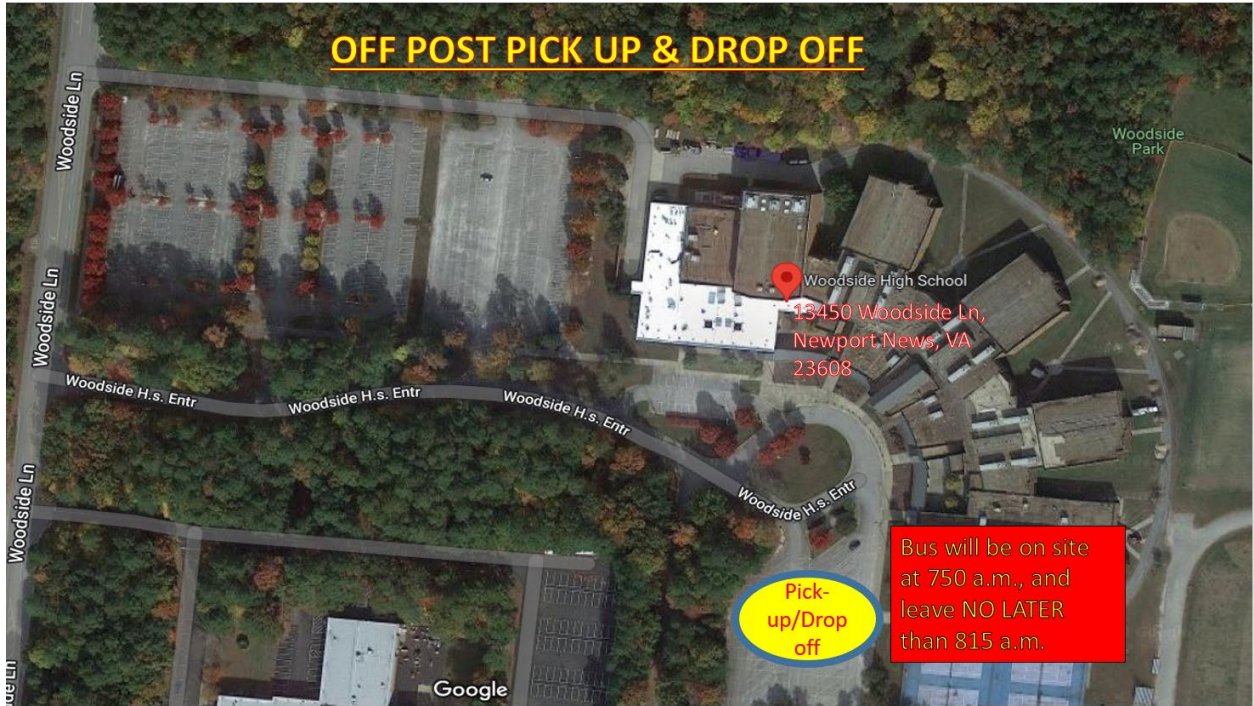 OFF POST PICK UP & DROP OFF
Woodside Ln
Woodside
Park
Woodside High School
13450 Woodside Ln,
Newport News, VA
23608
Woodside Ln
Woodside H.s. Entr
Woodside H.s. Entr
Woodside H.s. Entr
Woodside H.s. Entr
Woodside Ln
Bus will be on site
at 750 a.m., and
leave NO LATER
than 815 a.m.
Pick-
up/Drop
off
Google
de Ln